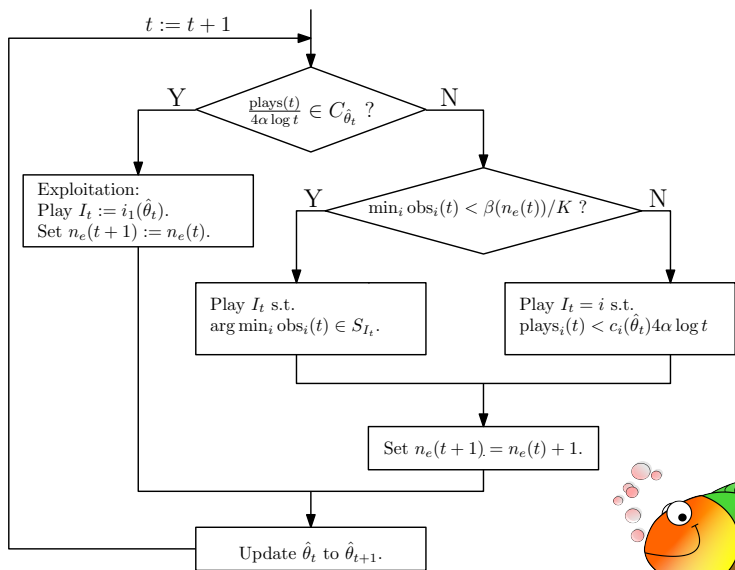 t := t + 1
plays(t) / 4α log t ∈ C_{θ̂_t} ?
Y
N
Exploitation:
Play I_t := i_1(θ̂_t).
Set n_e(t + 1) := n_e(t).
Y
min_i obs_i(t) < β(n_e(t))/K ?
N
Play I_t s.t.
arg min_i obs_i(t) ∈ S_{I_t}.
Play I_t = i s.t.
plays_i(t) < c_i(θ̂_t)4α log t
Set n_e(t + 1) := n_e(t) + 1.
Update θ̂_t to θ̂_{t+1}.